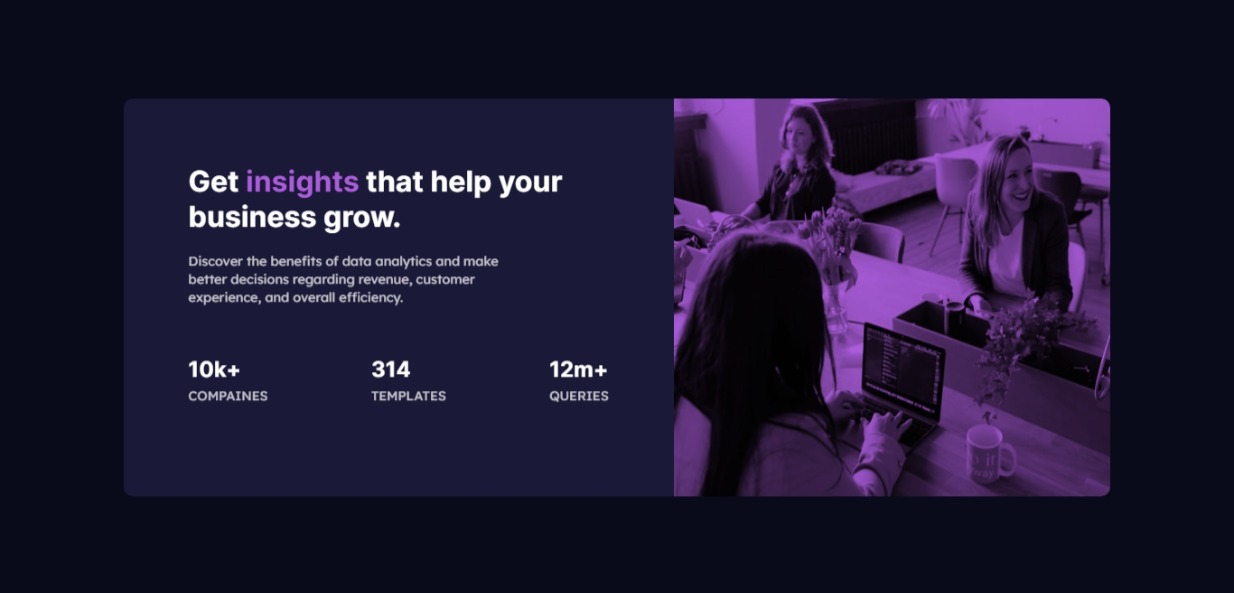 Get insights that help your
business grow.
Discover the benefits of data analytics and make
better decisions regarding revenue, customer
experience, and overall efficiency.
10k+ 314 12m+
COMPAINES TEMPLATES QUERIES